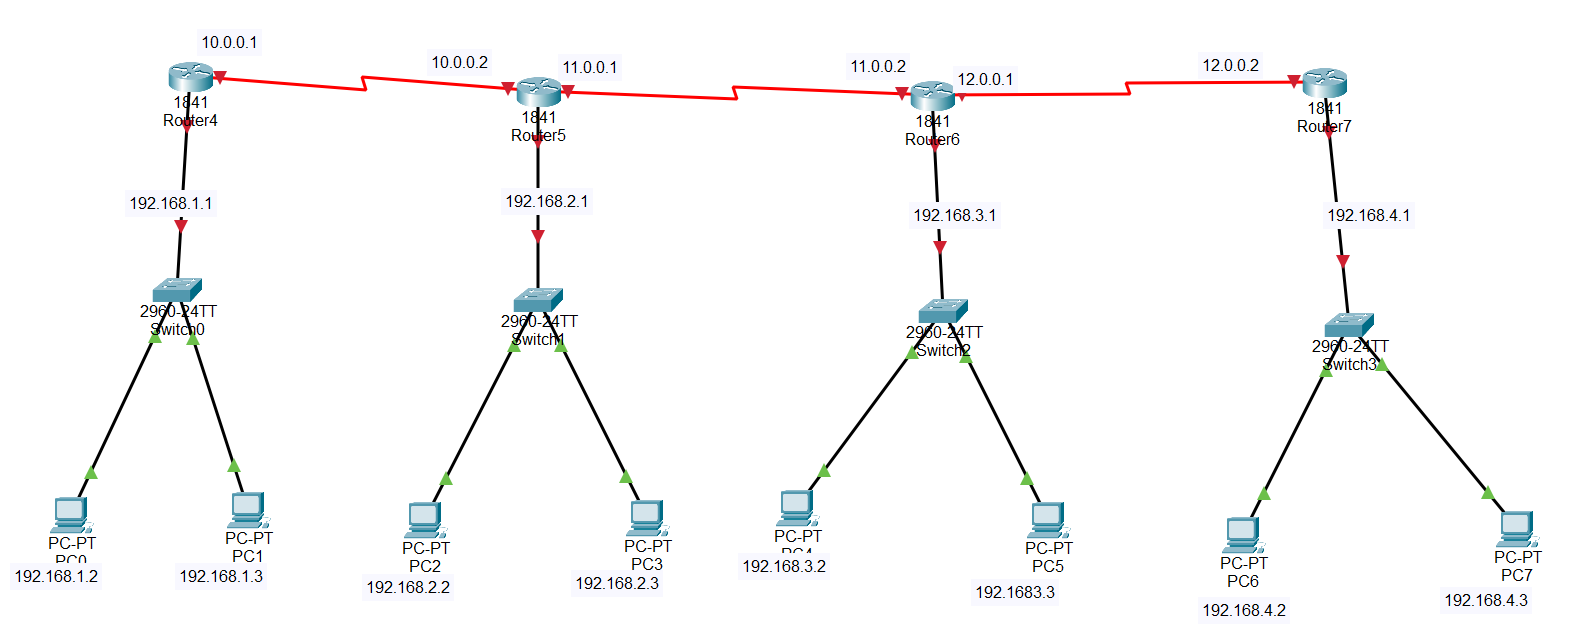 10.0.0.1
10.0.0.2
11.0.0.1
11.0.0.2
12.0.0.1
12.0.0.2
1841
Router4
1841
Router5
1841
Router6
1841
Router7
192.168.1.1
192.168.2.1
192.168.3.1
192.168.4.1
2960-24TT
Switch0
2960-24TT
Switch1
2960-24TT
Switch2
2960-24TT
Switch3
PC-PT
PC0
192.168.1.2
PC-PT
PC1
192.168.1.3
PC-PT
PC2
192.168.2.2
PC-PT
PC3
192.168.2.3
PC-PT
PC4
192.168.3.2
PC-PT
PC5
192.1683.3
PC-PT
PC6
192.168.4.2
PC-PT
PC7
192.168.4.3